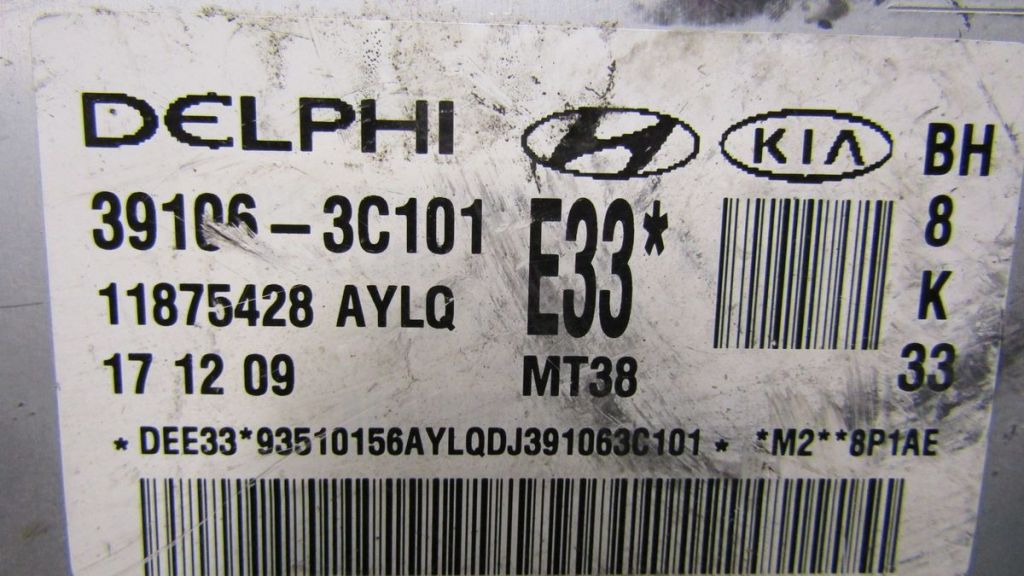 DELPHI KIA BH
39106-3C101 E33* 8
11875428 AYLQ K
17 12 09 MT38 33
*DEE33*93510156AYLQDJ391063C101* *M2**8P1AE